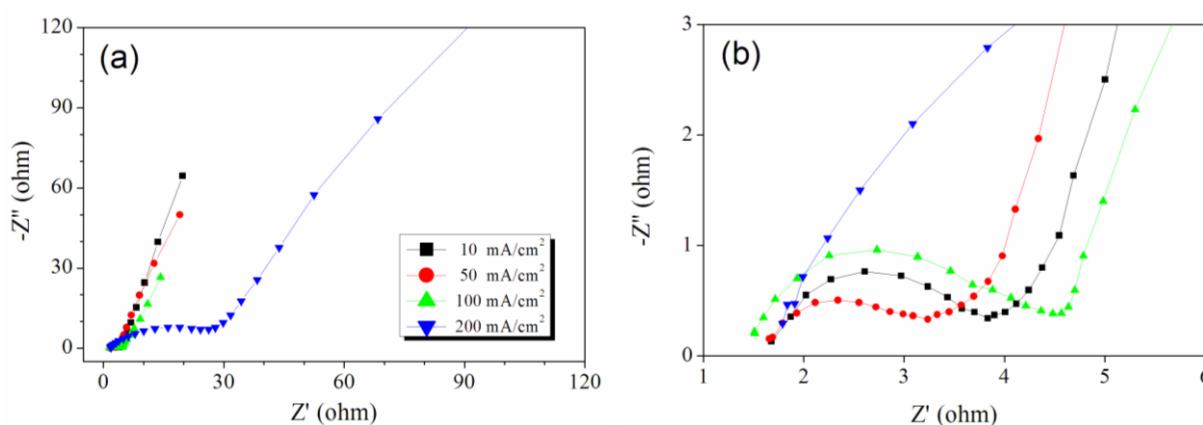 (a)
120
90
60
30
0
-Z'' (ohm)
0 30 60 90 120
Z' (ohm)
10 mA/cm²
50 mA/cm²
100 mA/cm²
200 mA/cm²
(b)
3
2
1
0
-Z'' (ohm)
1 2 3 4 5 6
Z' (ohm)